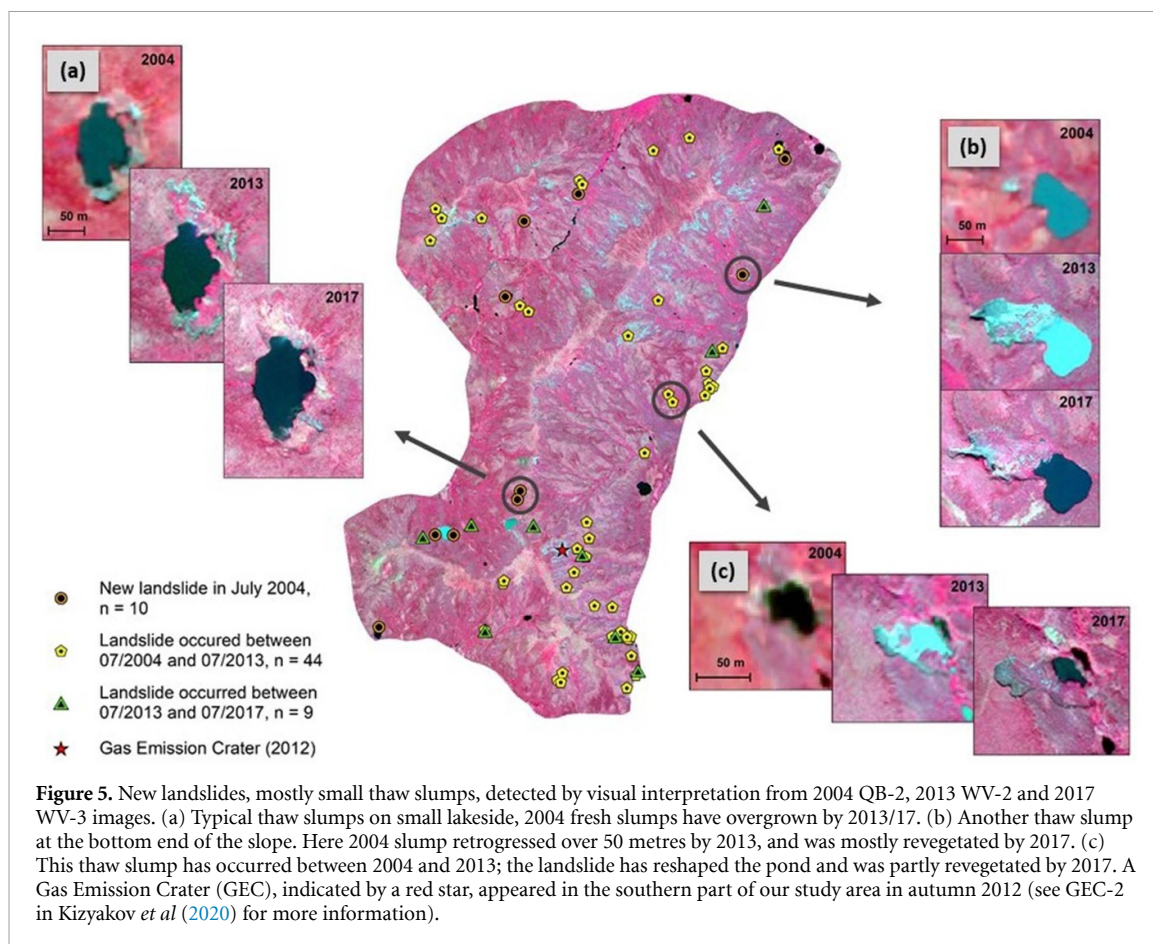 (a)
2004
50 m
2013
2017
(b)
2004
50 m
2013
2017
(c)
2004
50 m
2013
2017
New landslide in July 2004,
n = 10
Landslide occured between
07/2004 and 07/2013, n = 44
Landslide occurred between
07/2013 and 07/2017, n = 9
Gas Emission Crater (2012)
Figure 5. New landslides, mostly small thaw slumps, detected by visual interpretation from 2004 QB-2, 2013 WV-2 and 2017
WV-3 images. (a) Typical thaw slumps on small lakeside, 2004 fresh slumps have overgrown by 2013/17. (b) Another thaw slump
at the bottom end of the slope. Here 2004 slump retrogressed over 50 metres by 2013, and was mostly revegetated by 2017. (c)
This thaw slump has occurred between 2004 and 2013; the landslide has reshaped the pond and was partly revegetated by 2017. A
Gas Emission Crater (GEC), indicated by a red star, appeared in the southern part of our study area in autumn 2012 (see GEC-2
in Kizyakov et al (2020) for more information).